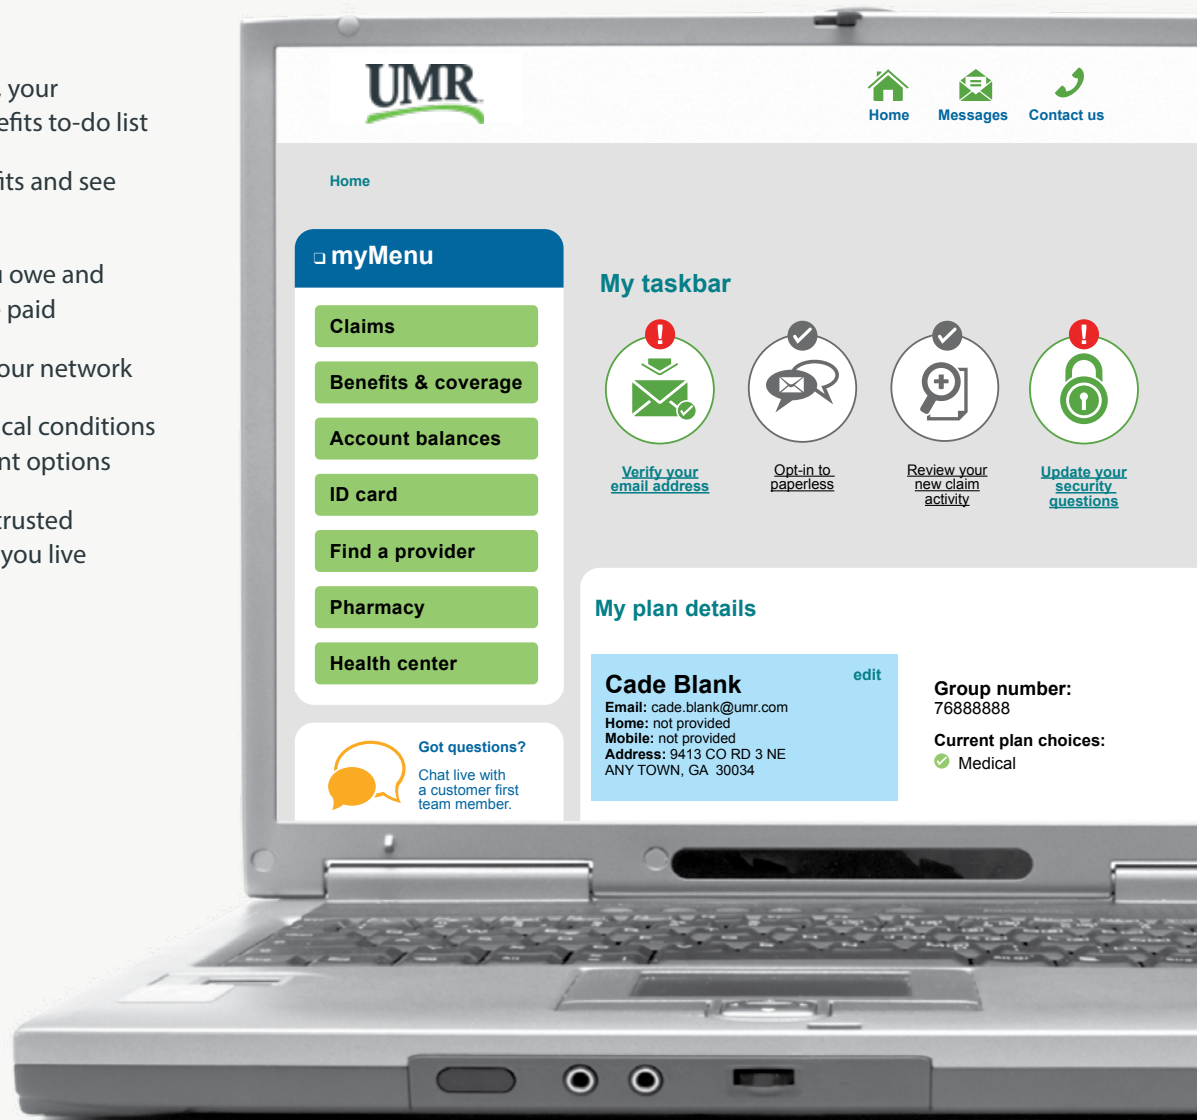 , your
efits to-do list
fits and see
u owe and
e paid
our network
ical conditions
nt options
trusted
you live
UMR
Home
Messages
Contact us
Home
myMenu
Claims
Benefits & coverage
Account balances
ID card
Find a provider
Pharmacy
Health center
Got questions?
Chat live with
a customer first
team member.
My taskbar
Verify your
email address
Opt-in to
paperless
Review your
new claim
activity
Update your
security
questions
My plan details
Cade Blank
edit
Email: cade.blank@umr.com
Home: not provided
Mobile: not provided
Address: 9413 CO RD 3 NE
ANY TOWN, GA 30034
Group number:
76888888
Current plan choices:
Medical